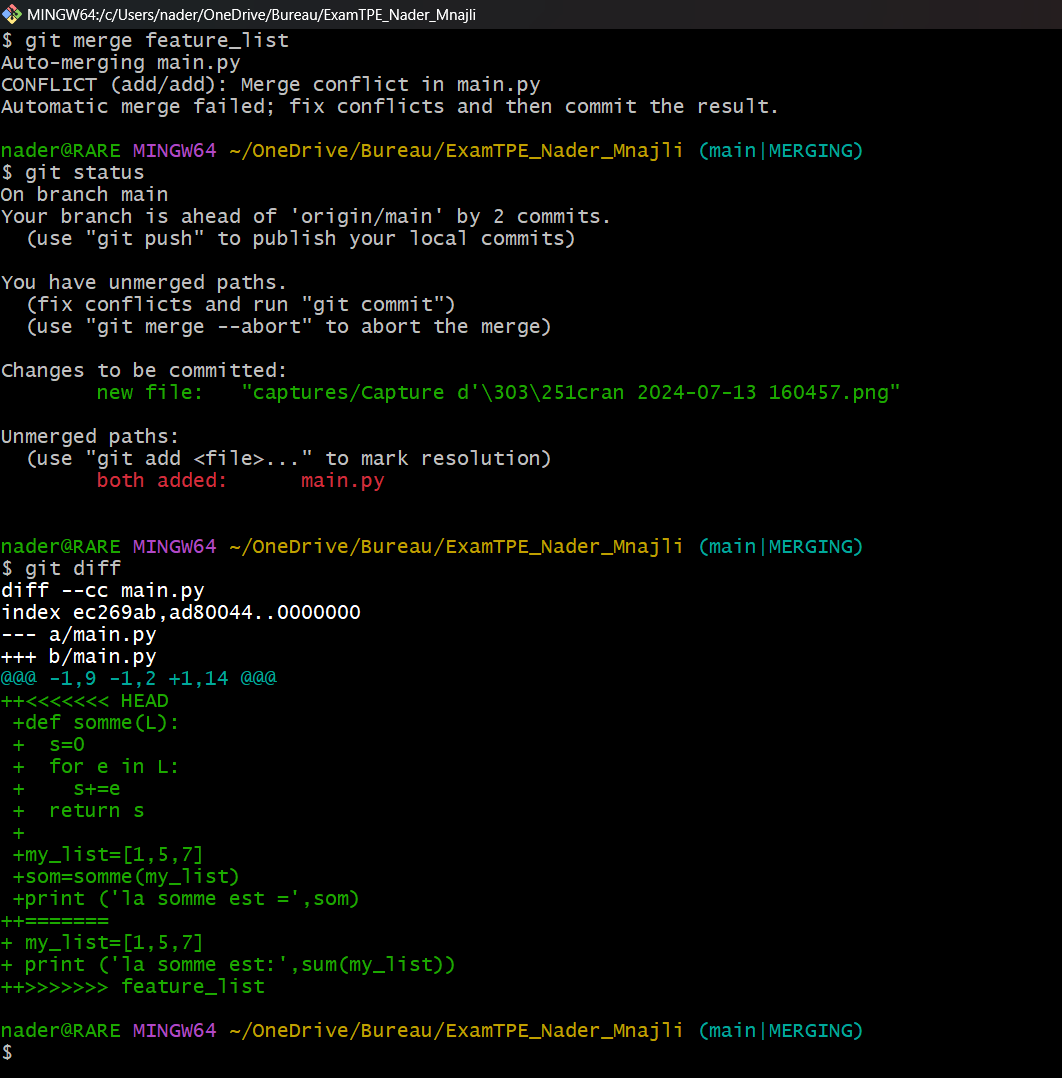 MINGW64:/c/Users/nader/OneDrive/Bureau/ExamTPE_Nader_Mnajli
$ git merge feature_list
Auto-merging main.py
CONFLICT (add/add): Merge conflict in main.py
Automatic merge failed; fix conflicts and then commit the result.

nader@RARE MINGW64 ~/OneDrive/Bureau/ExamTPE_Nader_Mnajli (main|MERGING)
$ git status
On branch main
Your branch is ahead of 'origin/main' by 2 commits.
  (use "git push" to publish your local commits)

You have unmerged paths.
  (fix conflicts and run "git commit")
  (use "git merge --abort" to abort the merge)

Changes to be committed:
        new file:   "captures/Capture d'\303\251cran 2024-07-13 160457.png"

Unmerged paths:
  (use "git add <file>..." to mark resolution)
        both added:      main.py


nader@RARE MINGW64 ~/OneDrive/Bureau/ExamTPE_Nader_Mnajli (main|MERGING)
$ git diff
diff --cc main.py
index ec269ab,ad80044..0000000
--- a/main.py
+++ b/main.py
@@@ -1,9 -1,2 +1,14 @@@
++<<<<<<< HEAD
 +def somme(L):
 +  s=0
 +  for e in L:
 +    s+=e
 +  return s
 +
 +my_list=[1,5,7]
 +som=somme(my_list)
 +print ('la somme est =',som)
++=======
+ my_list=[1,5,7]
+ print ('la somme est:',sum(my_list))
++>>>>>>> feature_list

nader@RARE MINGW64 ~/OneDrive/Bureau/ExamTPE_Nader_Mnajli (main|MERGING)
$